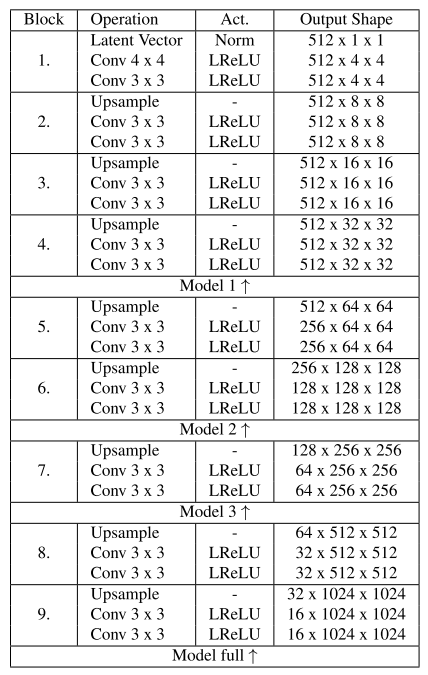 Block Operation Act. Output Shape
Latent Vector Norm 512 x 1 x 1
1. Conv 4 x 4 LReLU 512 x 4 x 4
Conv 3 x 3 LReLU 512 x 4 x 4
Upsample - 512 x 8 x 8
2. Conv 3 x 3 LReLU 512 x 8 x 8
Conv 3 x 3 LReLU 512 x 8 x 8
Upsample - 512 x 16 x 16
3. Conv 3 x 3 LReLU 512 x 16 x 16
Conv 3 x 3 LReLU 512 x 16 x 16
Upsample - 512 x 32 x 32
4. Conv 3 x 3 LReLU 512 x 32 x 32
Conv 3 x 3 LReLU 512 x 32 x 32
Model 1 ↑
Upsample - 512 x 64 x 64
5. Conv 3 x 3 LReLU 256 x 64 x 64
Conv 3 x 3 LReLU 256 x 64 x 64
Upsample - 256 x 128 x 128
6. Conv 3 x 3 LReLU 128 x 128 x 128
Conv 3 x 3 LReLU 128 x 128 x 128
Model 2 ↑
Upsample - 128 x 256 x 256
7. Conv 3 x 3 LReLU 64 x 256 x 256
Conv 3 x 3 LReLU 64 x 256 x 256
Model 3 ↑
Upsample - 64 x 512 x 512
8. Conv 3 x 3 LReLU 32 x 512 x 512
Conv 3 x 3 LReLU 32 x 512 x 512
Upsample - 32 x 1024 x 1024
9. Conv 3 x 3 LReLU 16 x 1024 x 1024
Conv 3 x 3 LReLU 16 x 1024 x 1024
Model full ↑